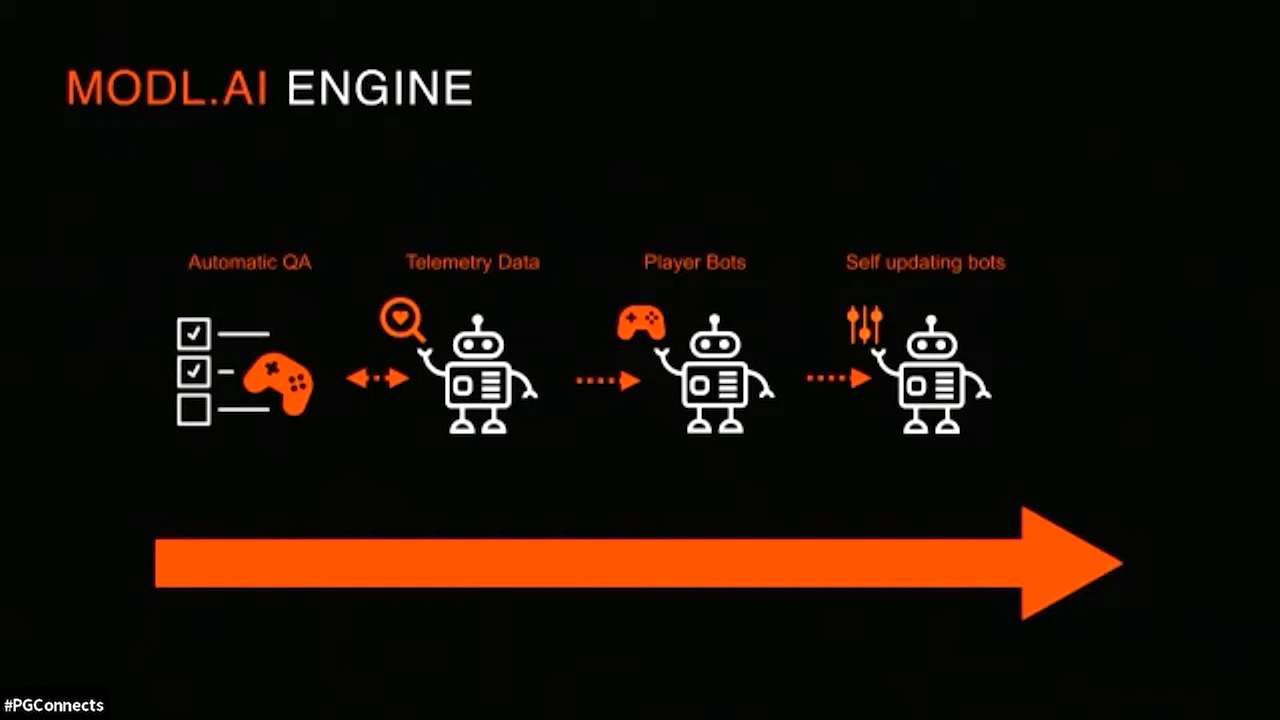 MODL.AI ENGINE
Automatic QA
Telemetry Data
Player Bots
Self updating bots
#PGConnects